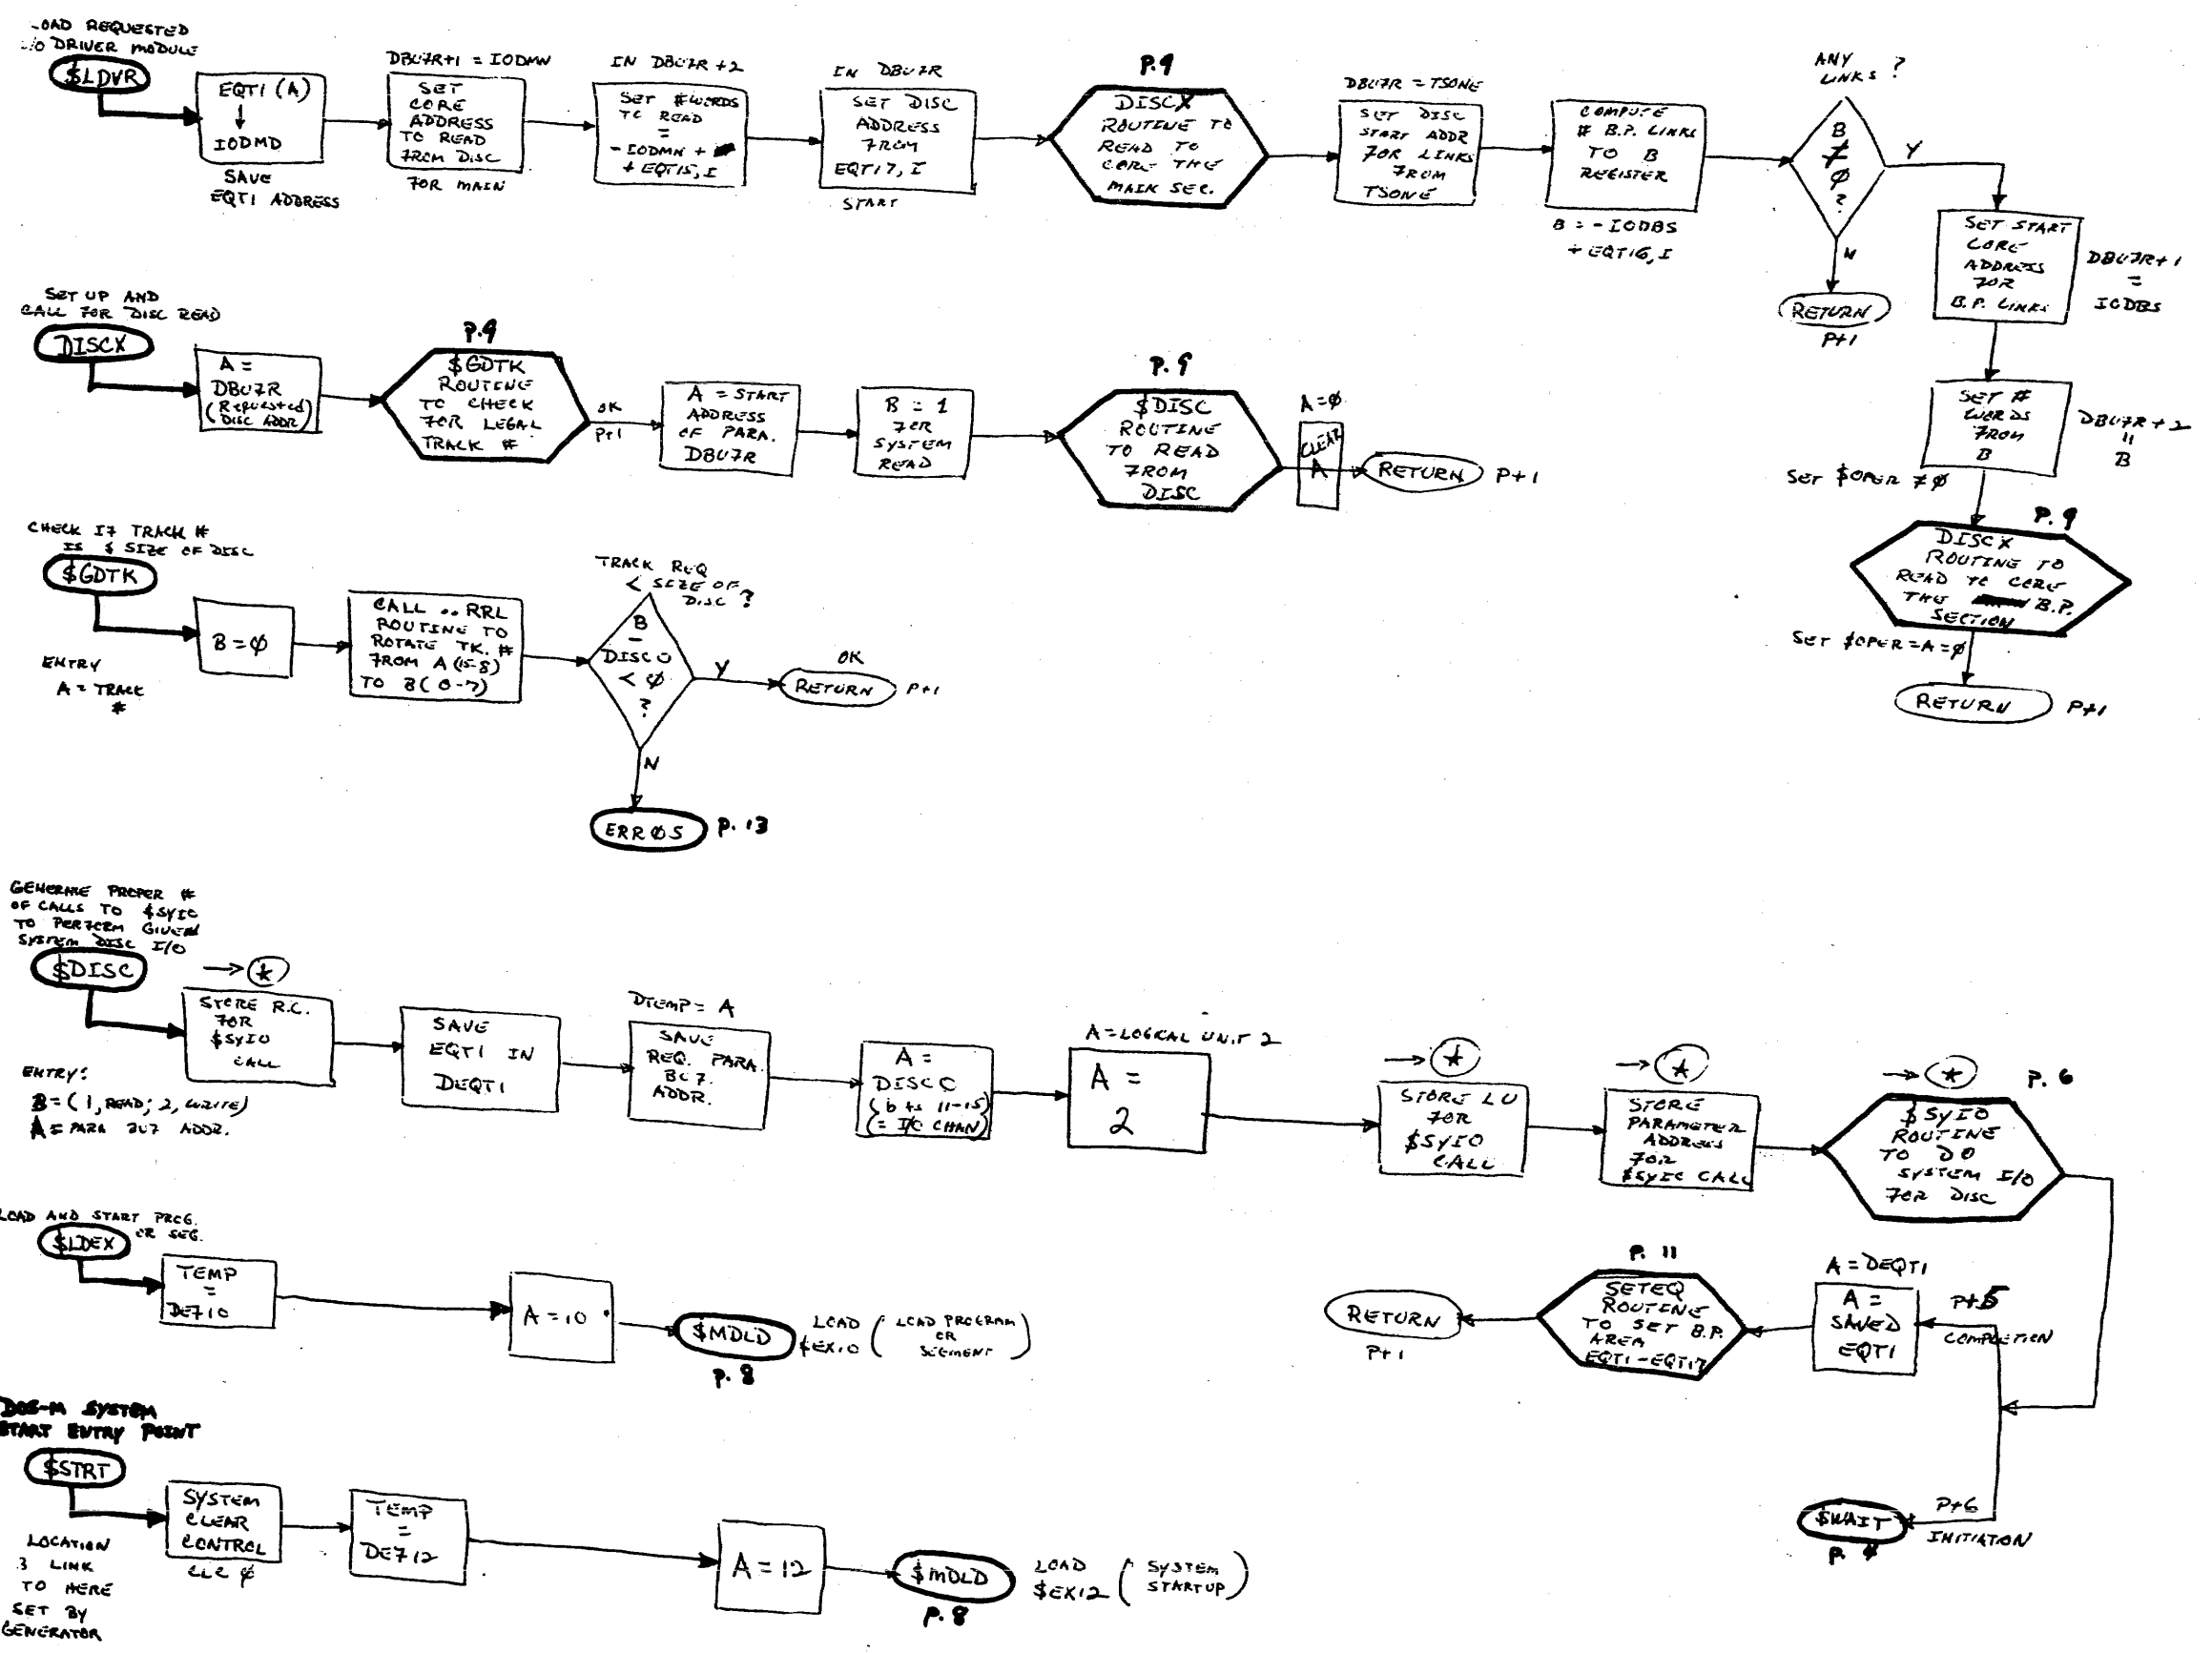 LOAD REQUESTED
I/O DRIVER MODULE
$LDVR
EQT1 (A)
↓
IODMD
SAVE
EQT1 ADDRESS
DBU7R+1 = IODMN
SET
CORE
ADDRESS
TO READ
FROM DISC
FOR MAIN
IN DBU7R+2
SET #WORDS
TO READ
=
-IODMN +
+ EQT15, I
IN DBU7R
SET DISC
ADDRESS
FROM
EQT17, I
START
P.9
DISCX
ROUTINE TO
READ TO
CORE THE
MAIN SEC.
DBU7R = TSONE
SET DISC
START ADDR
FOR LINKS
FROM
TSONE
COMPUTE
# B.P. LINKS
TO B
REGISTER
B = -IODBS
+ EQT16, I
ANY
LINKS ?
B
≠
Ø
?
Y
N
RETURN
P+1
SET START
CORE
ADDRESS
FOR
B.P. LINKS
DBU7R+1
=
IODBS
SET #
WORDS
FROM
B
DBU7R+2
=
B
SET $OPER ≠ Ø
P.9
DISCX
ROUTINE TO
READ TO CORE
THE B.P.
SECTION
SET $OPER=A=Ø
RETURN P+1
SET UP AND
CALL FOR DISC READ
DISCX
A =
DBU7R
(REQUESTED
DISC ADDR)
P.9
$GDTK
ROUTINE
TO CHECK
FOR LEGAL
TRACK #
OK
P+1
A = START
ADDRESS
OF PARA.
DBU7R
B = 1
FOR
SYSTEM
READ
P.9
$DISC
ROUTINE
TO READ
FROM
DISC
A=Ø
CLEAR
A
RETURN P+1
CHECK IF TRACK #
IS ≤ SIZE OF DISC
$GDTK
ENTRY
A = TRACK
#
B=Ø
CALL ..RRL
ROUTINE TO
ROTATE TK. #
FROM A (15-8)
TO B (0-7)
TRACK REQ
< SIZE OF
DISC ?
B
-
DISCO
< Ø
?
Y
OK
RETURN P+1
N
ERRØ5 P.13
GENERATE PROPER #
OF CALLS TO $SYIO
TO PERFORM GIVEN
SYSTEM DISC I/O
$DISC
ENTRY:
B = (1, READ; 2, WRITE)
A = PARA BUF ADDR.
→ *
STORE R.C.
FOR
$SYIO
CALL
SAVE
EQT1 IN
DEQT1
DTEMP = A
SAVE
REQ. PARA.
BUF.
ADDR.
A =
DISCC
(bts 11-15)
(= I/O CHAN)
A = LOGICAL UNIT 2
A =
2
→ *
STORE LU
FOR
$SYIO
CALL
→ *
STORE
PARAMETER
ADDRESS
FOR
$SYIO CALL
→ * P. 6
$SYIO
ROUTINE
TO DO
SYSTEM I/O
FOR DISC
P+5
COMPLETION
A = DEQT1
A =
SAVED
EQT1
P. 11
SETEQ
ROUTINE
TO SET B.P.
AREA
EQT1-EQT17
RETURN
P+1
P+6
INITIATION
$WAIT
LOAD AND START PROG.
OR SEG.
$LDEX
TEMP
=
DEF10
A = 10
$MDLD
P. 8
LOAD
$EX10
(LOAD PROGRAM
OR
SEGMENT)
DOS-M SYSTEM
START ENTRY POINT
$STRT
LOCATION
3 LINK
TO HERE
SET BY
GENERATOR
SYSTEM
CLEAR
CONTROL
CLC Ø
TEMP
=
DEF12
A = 12
$MDLD
P. 8
LOAD
$EX12
(SYSTEM
STARTUP)